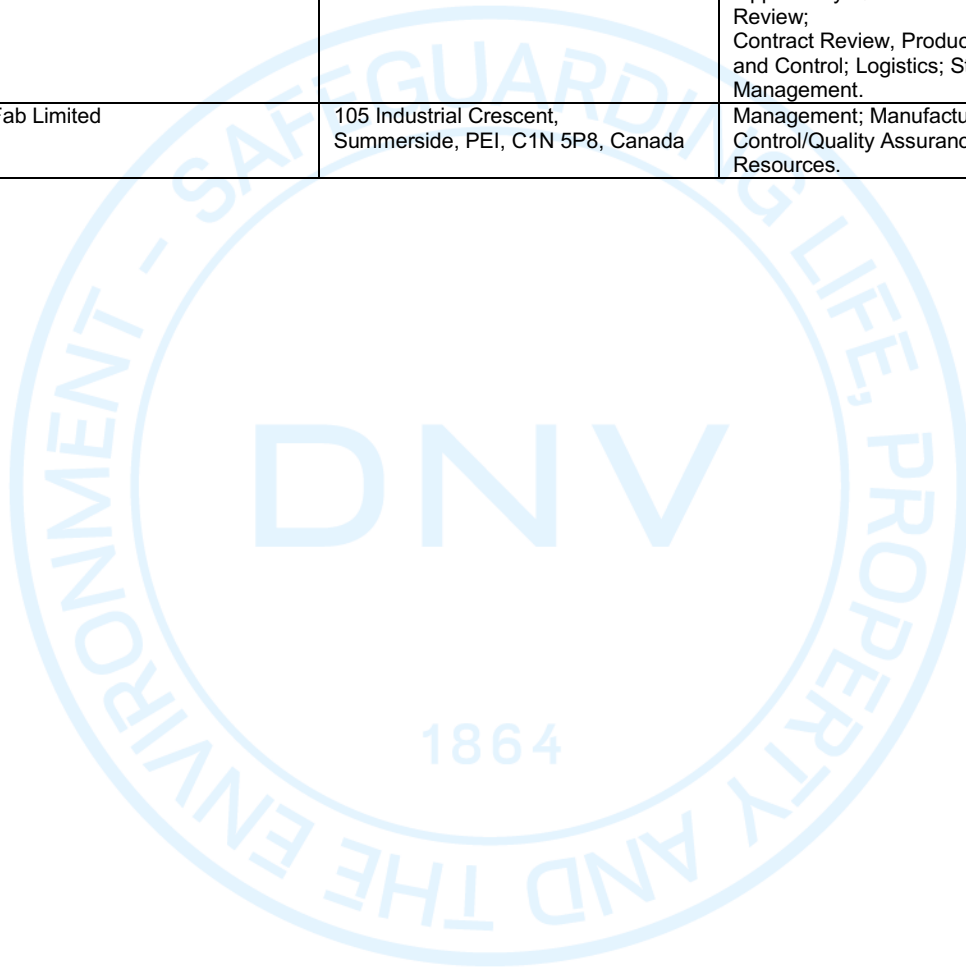 Review;
Contract Review, Produc
and Control; Logistics; S
Management.
Fab Limited
105 Industrial Crescent,
Summerside, PEI, C1N 5P8, Canada
Management; Manufactu
Control/Quality Assuranc
Resources.
SAFEGUARDING LIFE, PROPERTY AND THE ENVIRONMENT -
DNV
1864